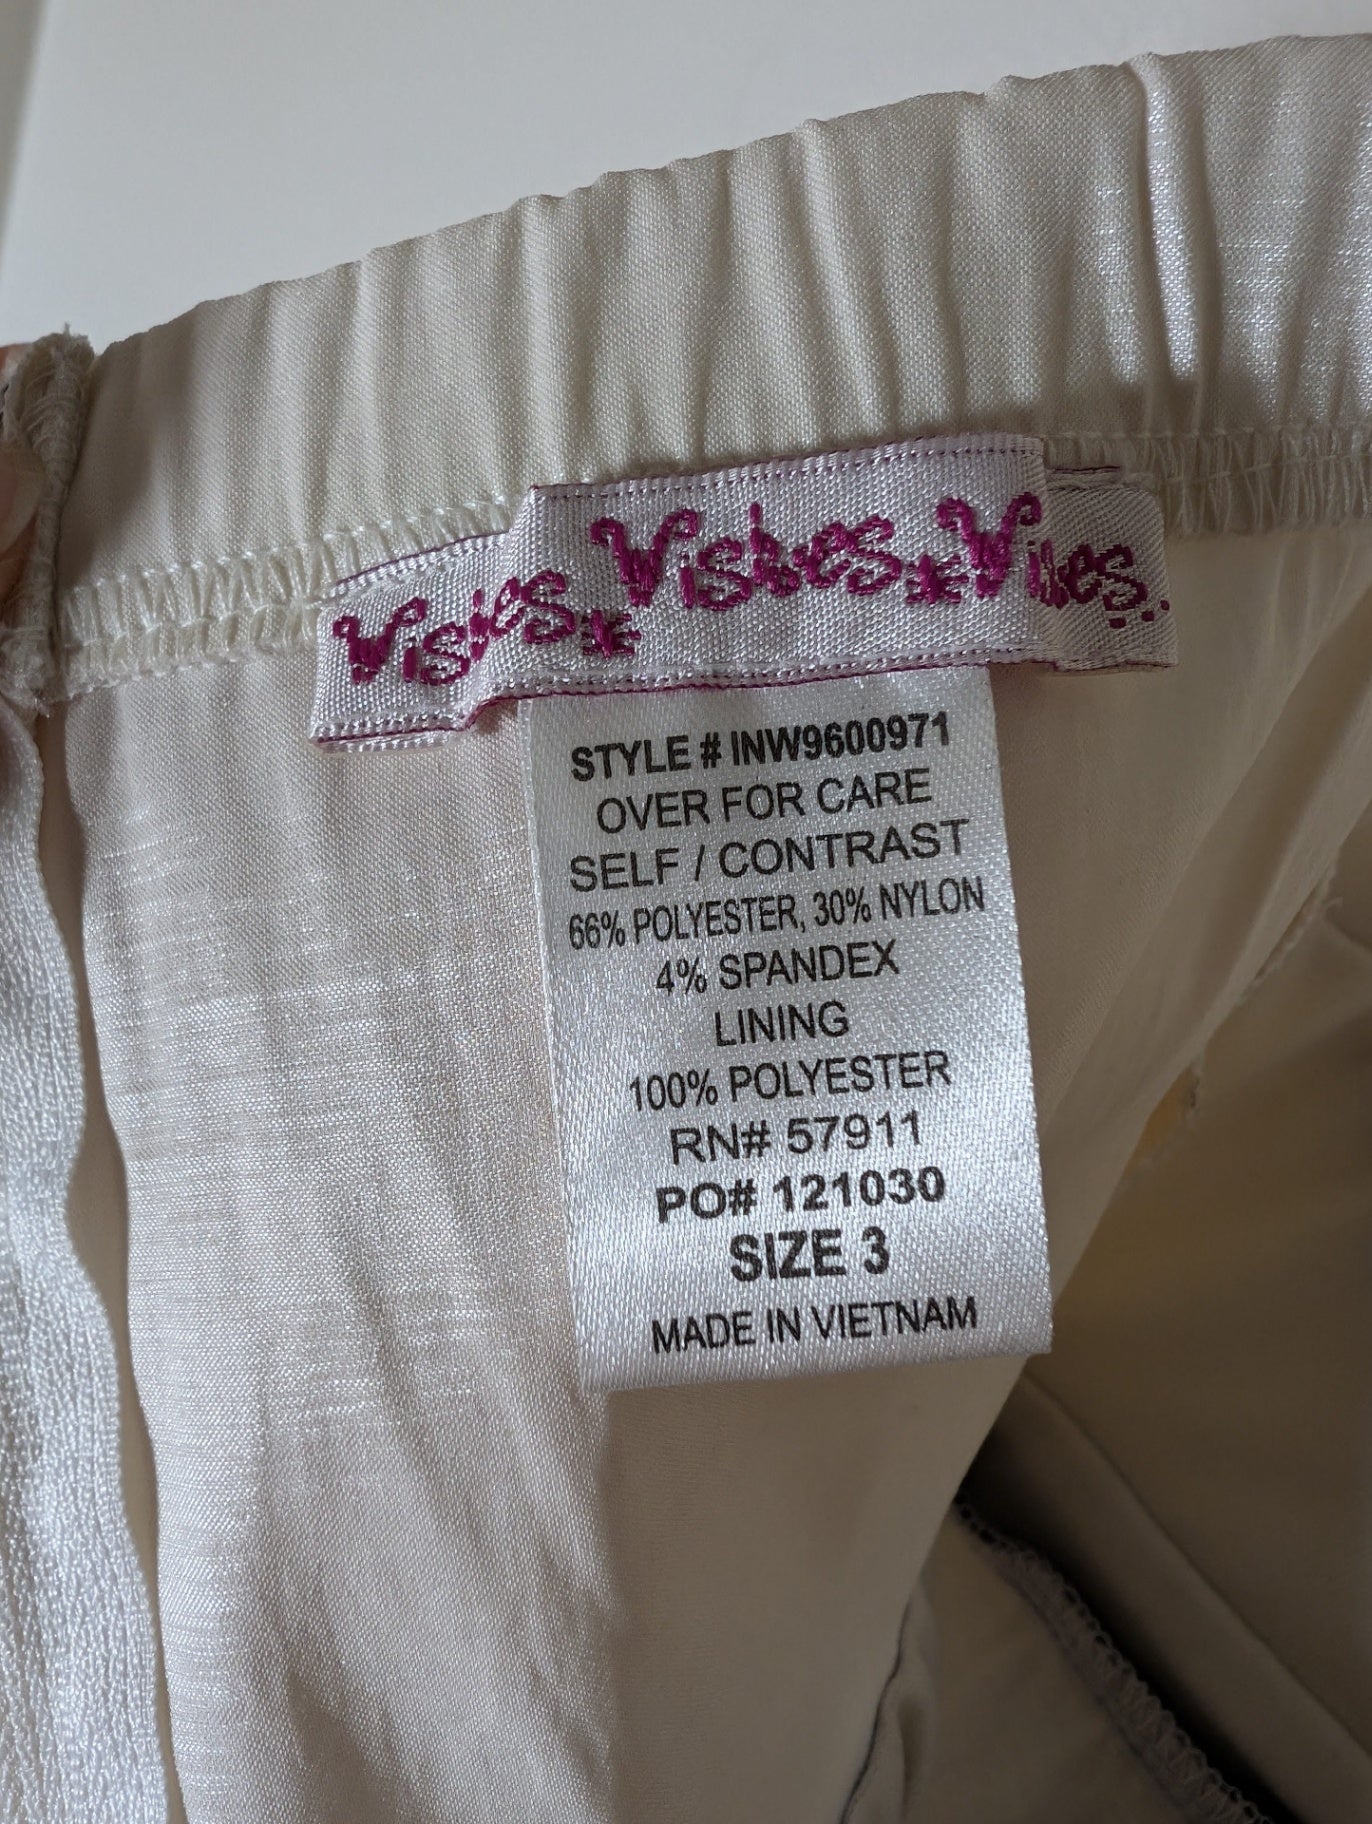 Wishes*Wishes*Wishes...
STYLE # INW9600971
OVER FOR CARE
SELF / CONTRAST
66% POLYESTER, 30% NYLON
4% SPANDEX
LINING
100% POLYESTER
RN# 57911
PO# 121030
SIZE 3
MADE IN VIETNAM